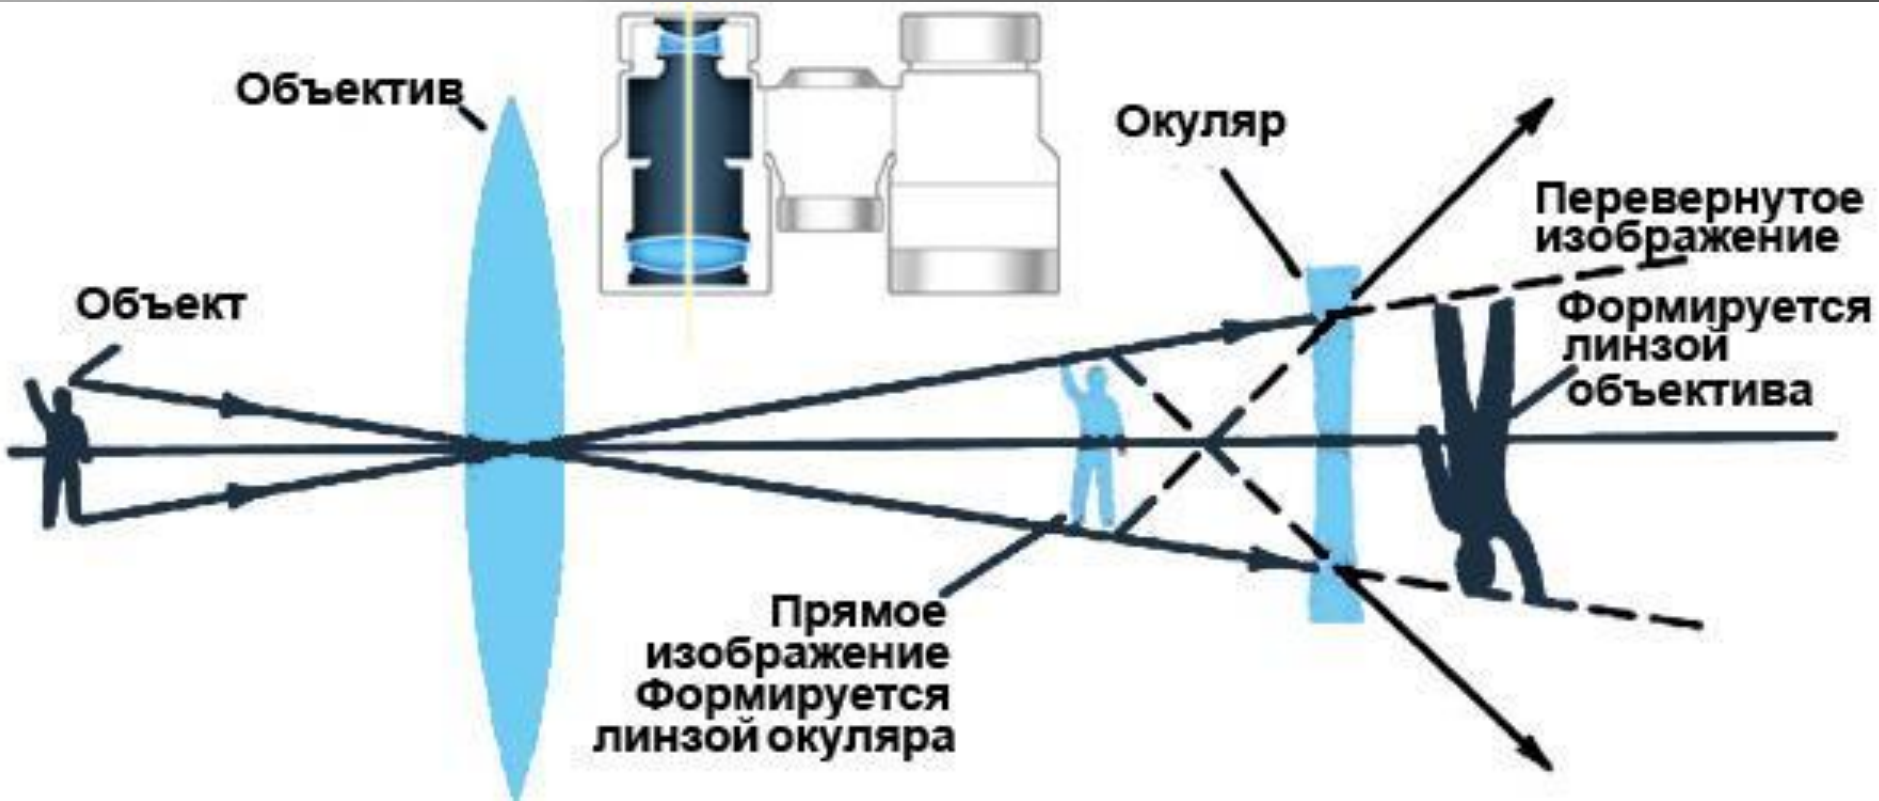 Объектив
Окуляр
Перевернутое
изображение
Объект
Формируется
линзой
объектива
Прямое
изображение
Формируется
линзой окуляра